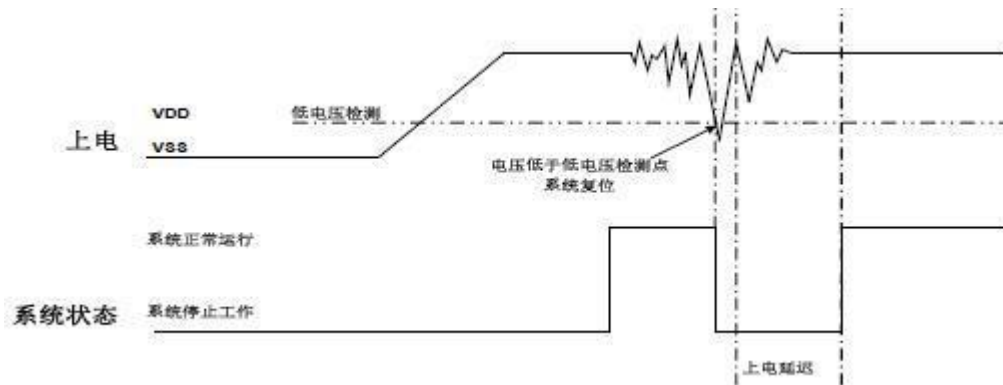 VDD
低电压检测
上电
VSS
电压低于低电压检测点
系统复位
系统正常运行
系统状态
系统停止工作
上电延迟